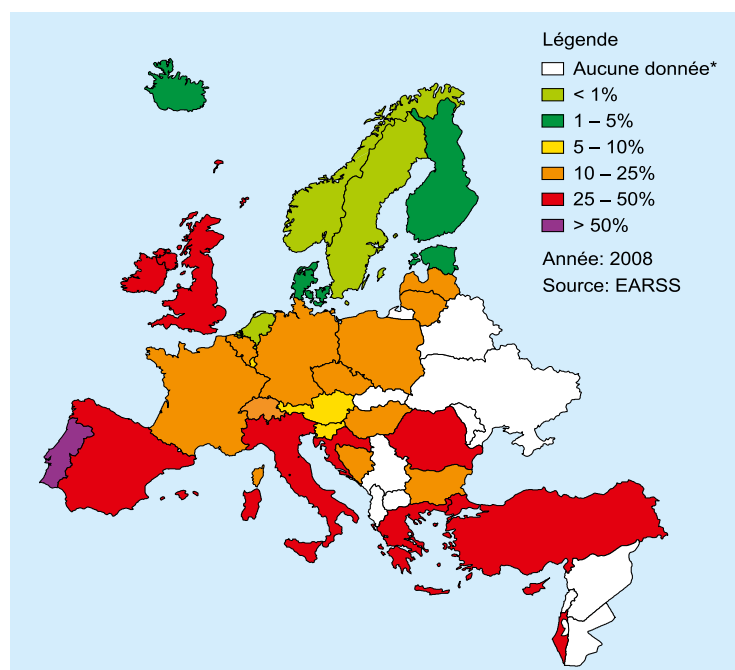 Légende
Aucune donnée*
< 1%
1 – 5%
5 – 10%
10 – 25%
25 – 50%
> 50%
Année: 2008
Source: EARSS